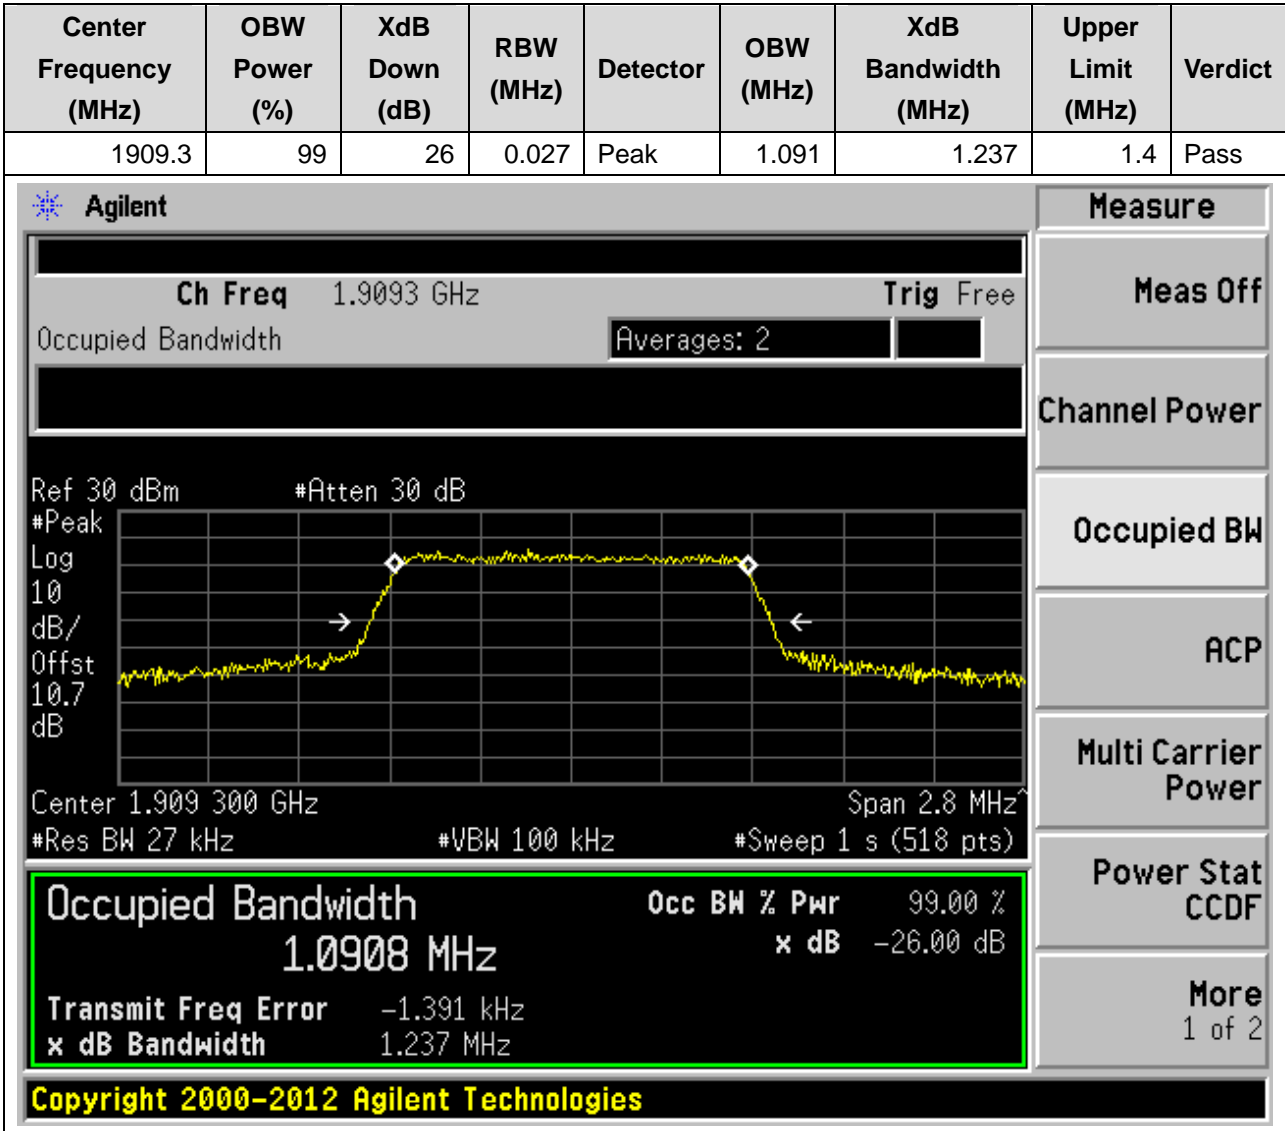 Center Frequency (MHz) OBW Power (%) XdB Down (dB) RBW (MHz) Detector OBW (MHz) XdB Bandwidth (MHz) Upper Limit (MHz) Verdict
1909.3 99 26 0.027 Peak 1.091 1.237 1.4 Pass
Agilent
Measure
Ch Freq 1.9093 GHz Trig Free
Meas Off
Occupied Bandwidth Averages: 2
Channel Power
Ref 30 dBm #Atten 30 dB
#Peak
Log
10
dB/
Offst
10.7
dB
Occupied BW
ACP
Multi Carrier
Power
Center 1.909 300 GHz Span 2.8 MHz^
#Res BW 27 kHz #VBW 100 kHz #Sweep 1 s (518 pts)
Power Stat
CCDF
Occupied Bandwidth Occ BW % Pwr 99.00 %
1.0908 MHz x dB -26.00 dB
Transmit Freq Error -1.391 kHz
x dB Bandwidth 1.237 MHz
More
1 of 2
Copyright 2000-2012 Agilent Technologies